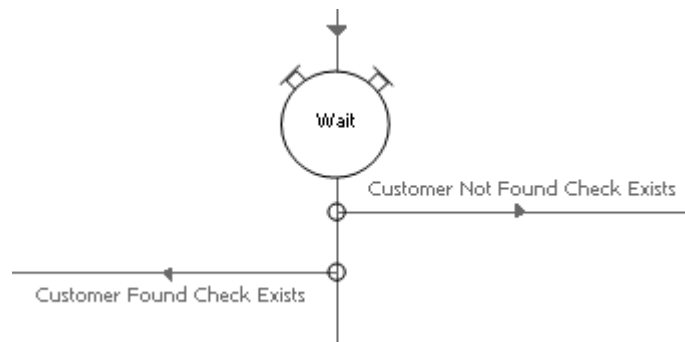 Wait
Customer Not Found Check Exists
Customer Found Check Exists